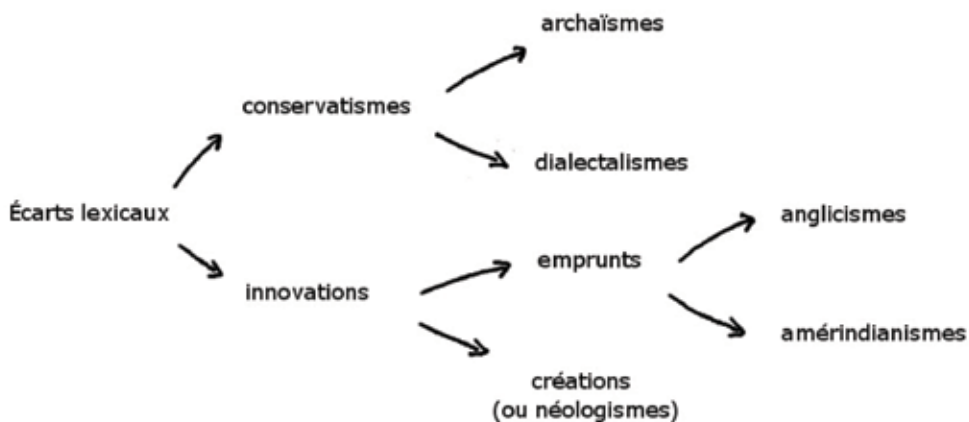 archaïsmes
conservatismes
dialectalismes
Écarts lexicaux
anglicismes
emprunts
innovations
amérindianismes
créations
(ou néologismes)